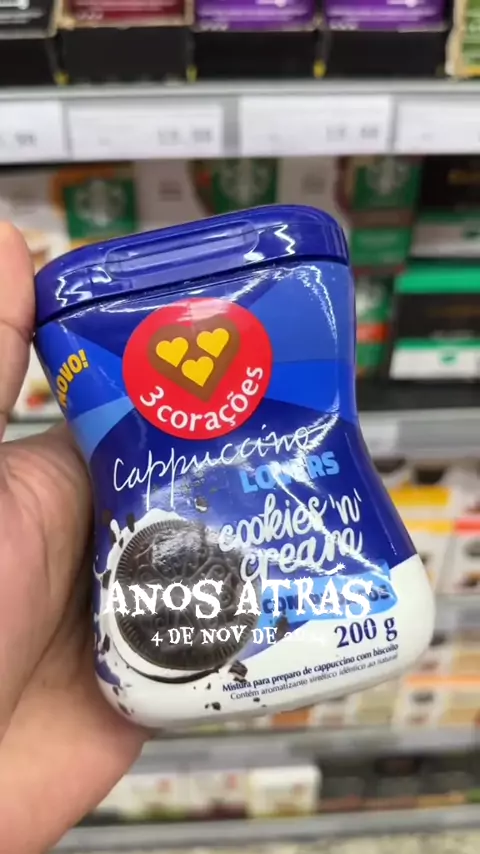 NOVO!
3 corações
Cappuccino
LOVERS
cookies 'n'
cream
ANOS ATRÁS
4 DE NOV DE
200 g
Mistura para preparo de cappuccino com biscoito
Contém aromatizante sintético idêntico ao natural